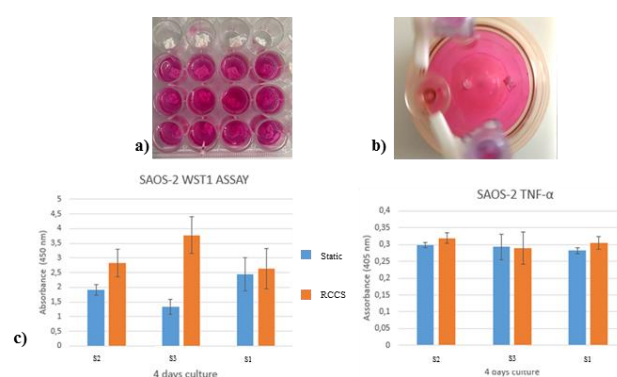 a)
b)
SAOS-2 WST1 ASSAY
Absorbance (450 nm)
5
4,5
4
3,5
3
2,5
2
1,5
1
0,5
0
S2
S3
S1
4 days culture
c)
Static
RCCS
SAOS-2 TNF-α
Assorbance (405 nm)
0,4
0,35
0,3
0,25
0,2
0,15
0,1
0,05
0
S2
S3
S1
4 days culture